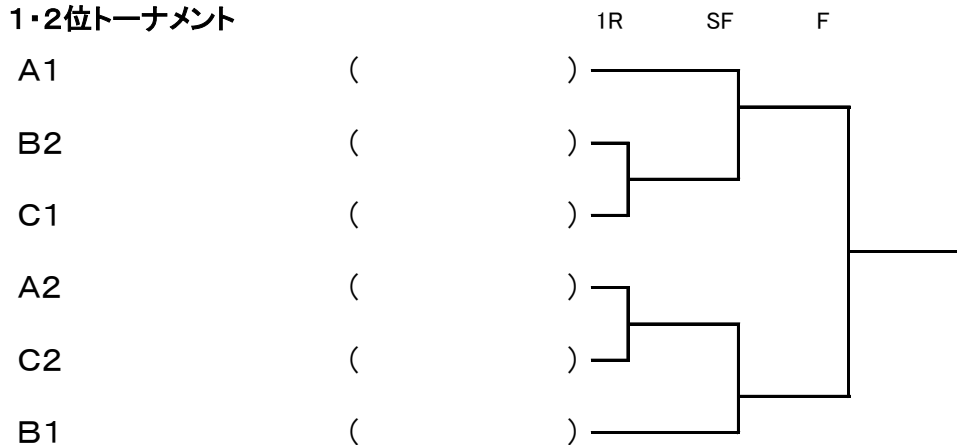 1・2位トーナメント 1R SF F
A1 ( )
B2 ( )
C1 ( )
A2 ( )
C2 ( )
B1 ( )